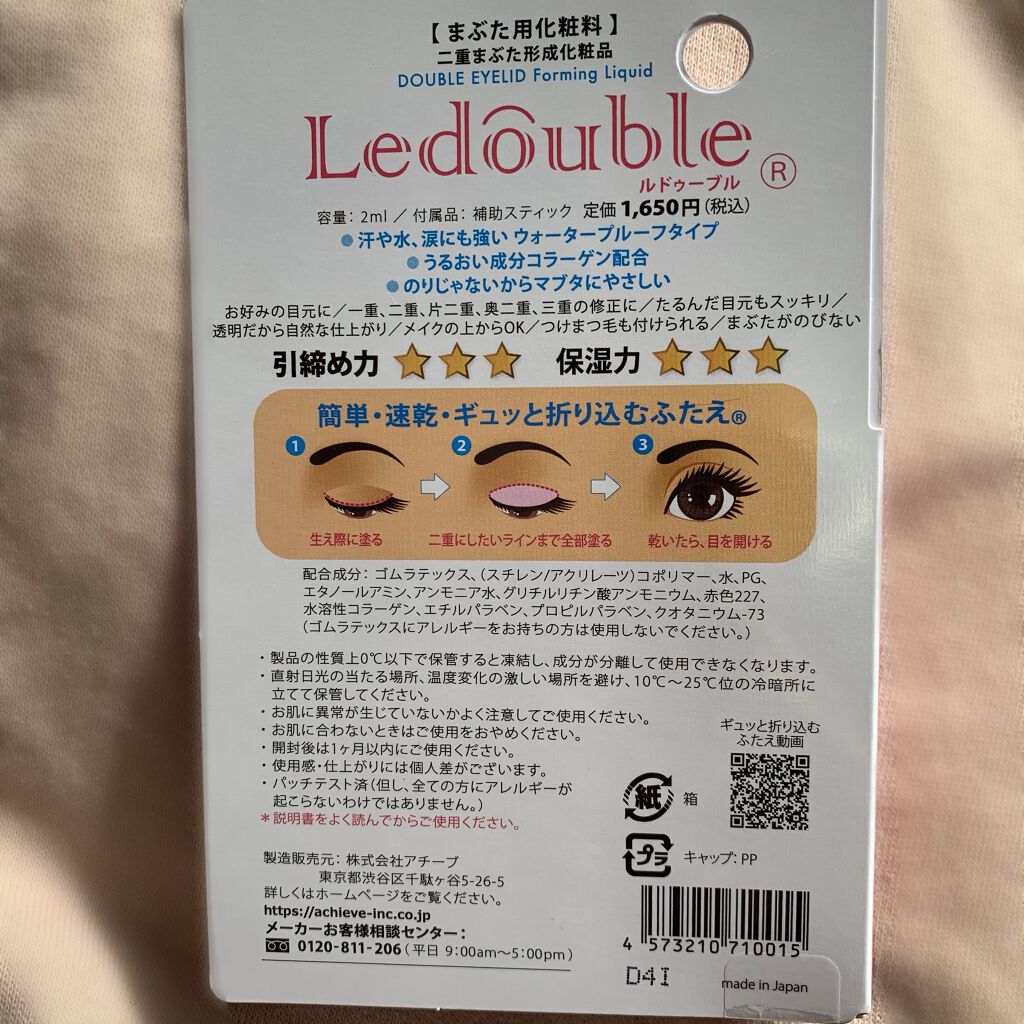 【まぶた用化粧料】
二重まぶた形成化粧品
DOUBLE EYELID Forming Liquid
Ledouble®
ルドゥーブル
容量：2ml／付属品：補助スティック 定価1,650円（税込）
●汗や水、涙にも強い ウォータープルーフタイプ
●うるおい成分コラーゲン配合
●のりじゃないからマブタにやさしい
お好みの目元に／一重、二重、片二重、奥二重、三重の修正に／たるんだ目元もスッキリ／
透明だから自然な仕上がり／メイクの上からOK／つけまつ毛も付けられる／まぶたがのびない
引締め力 ★★★ 保湿力 ★★★
簡単・速乾・ギュッと折り込むふたえ®
1 2 3
生え際に塗る 二重にしたいラインまで全部塗る 乾いたら、目を開ける
配合成分：ゴムラテックス、（スチレン/アクリレーツ）コポリマー、水、PG、
エタノールアミン、アンモニア水、グリチルリチン酸アンモニウム、赤色227、
水溶性コラーゲン、エチルパラベン、プロピルパラベン、クオタニウム-73
（ゴムラテックスにアレルギーをお持ちの方は使用しないでください。）
・製品の性質上0℃以下で保管すると凍結し、成分が分離して使用できなくなります。
・直射日光の当たる場所、温度変化の激しい場所を避け、10℃～25℃位の冷暗所に
立てて保管してください。
・お肌に異常が生じていないかよく注意してご使用ください。
・お肌に合わないときはご使用をおやめください。
・開封後は1ヶ月以内にご使用ください。
・使用感・仕上がりには個人差がございます。
・パッチテスト済（但し、全ての方にアレルギーが
起こらないわけではありません。）
＊説明書をよく読んでからご使用ください。
ギュッと折り込む
ふたえ動画
紙 箱
プラ キャップ：PP
製造販売元：株式会社アチーブ
東京都渋谷区千駄ヶ谷5-26-5
詳しくはホームページをご覧ください。
https://achieve-inc.co.jp
メーカーお客様相談センター：
0120-811-206（平日 9:00am～5:00pm）
4 573210 710015
D4I
made in Japan